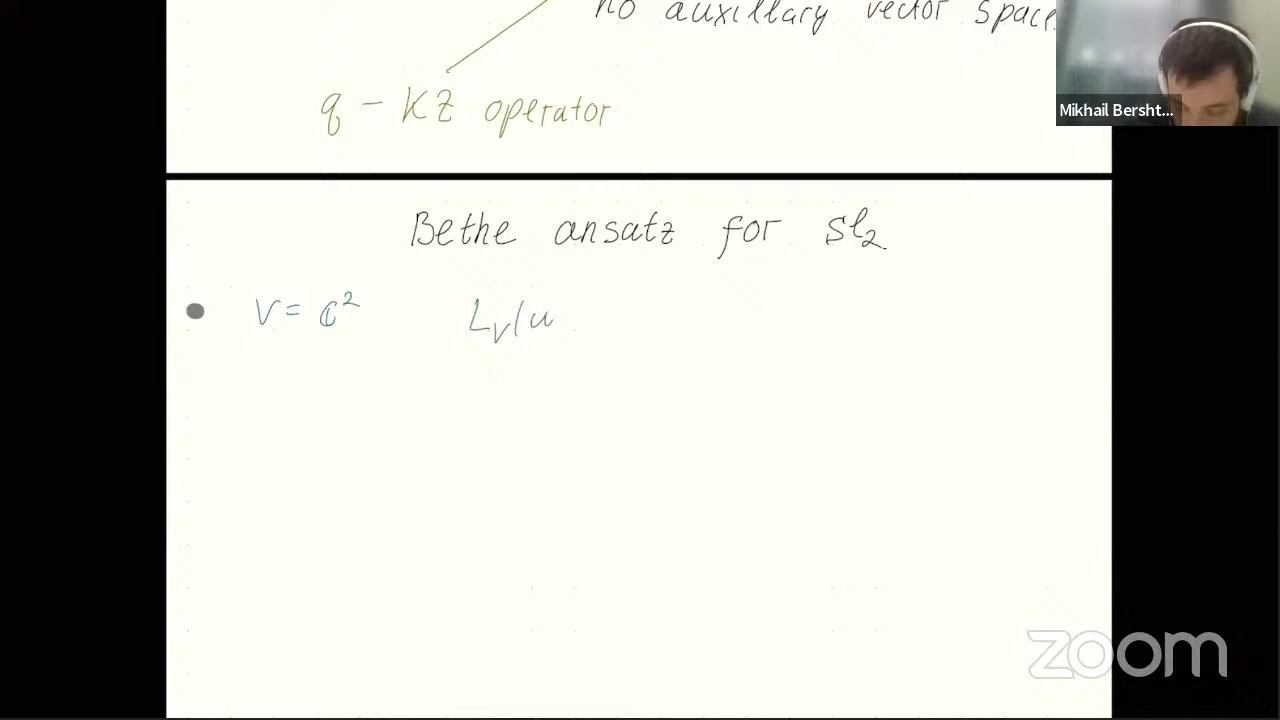 no auxillary vector space
Mikhail Bersht...
q - KZ operator
Bethe ansatz for sl₂
• V = ℂ² L_V(u
zoom